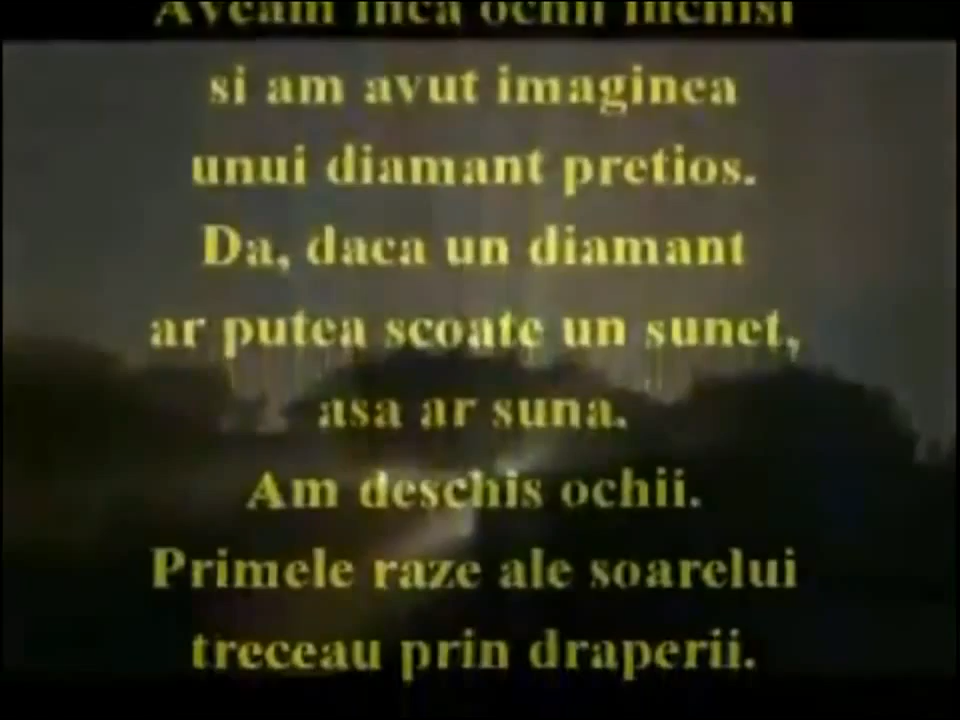 Aveam inca ochii inchisi
si am avut imaginea
unui diamant pretios.
Da, daca un diamant
ar putea scoate un sunet,
asa ar suna.
Am deschis ochii.
Primele raze ale soarelui
treceau prin draperii.